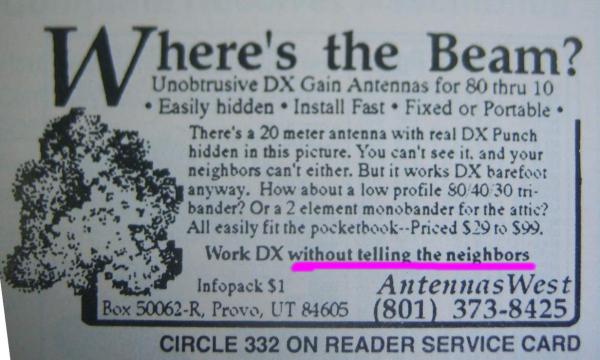 Where's the Beam?
Unobtrusive DX Gain Antennas for 80 thru 10
• Easily hidden • Install Fast • Fixed or Portable •
There's a 20 meter antenna with real DX Punch
hidden in this picture. You can't see it, and your
neighbors can't either. But it works DX barefoot
anyway. How about a low profile 80/40/30 tri-
bander? Or a 2 element monobander for the attic?
All easily fit the pocketbook--Priced $29 to $99.
Work DX without telling the neighbors
Infopack $1
AntennasWest
Box 50062-R, Provo, UT 84605
(801) 373-8425
CIRCLE 332 ON READER SERVICE CARD